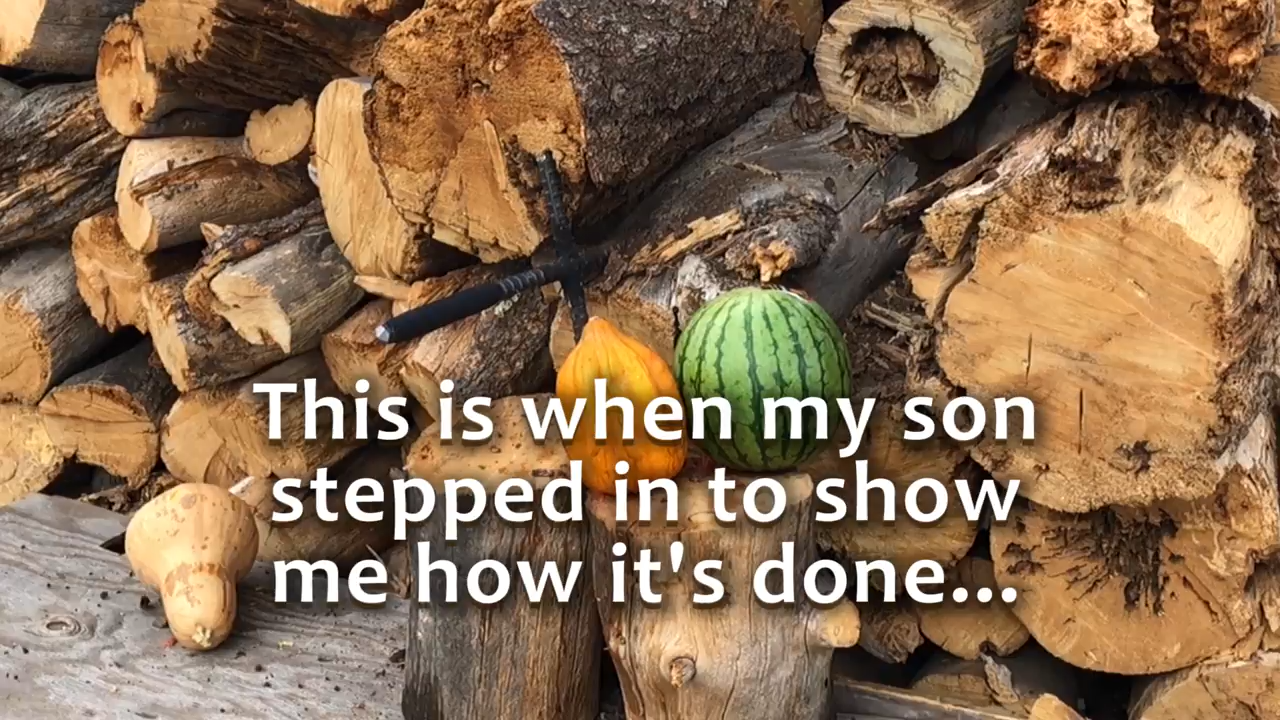 This is when my son
stepped in to show
me how it's done...